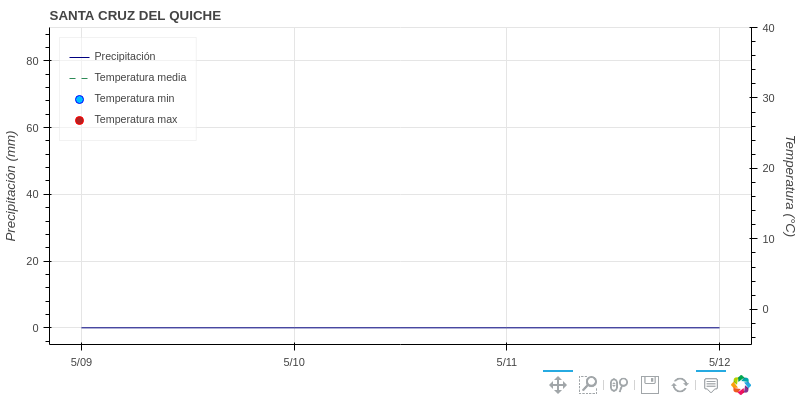 SANTA CRUZ DEL QUICHE
Precipitación
Temperatura media
Temperatura min
Temperatura max
Precipitación (mm)
80
60
40
20
0
Temperatura (°C)
40
30
20
10
0
5/09
5/10
5/11
5/12